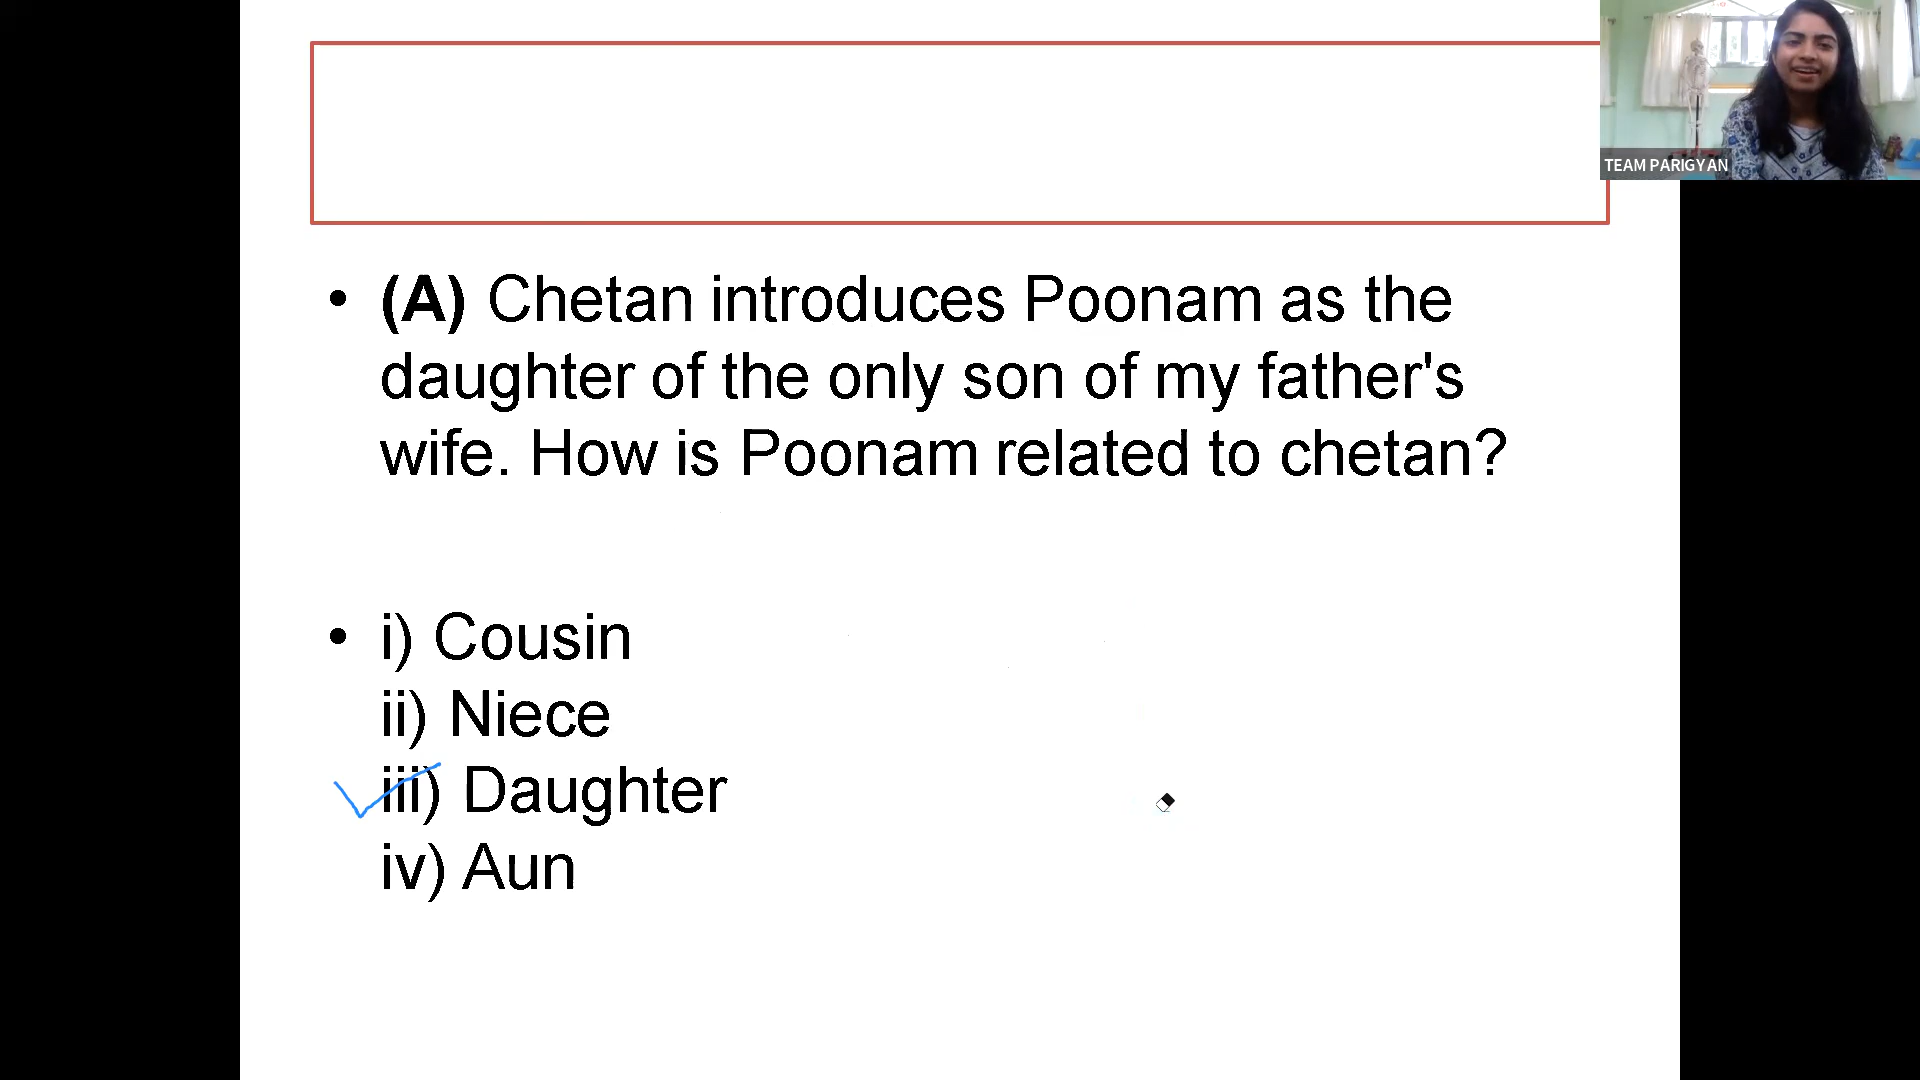 TEAM PARIGYAN
• (A) Chetan introduces Poonam as the
daughter of the only son of my father's
wife. How is Poonam related to chetan?
• i) Cousin
ii) Niece
iii) Daughter
iv) Aun